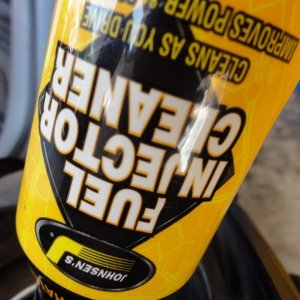 JOHNSEN'S
FUEL
INJECTOR
CLEANER
CLEANS AS YOU DRIVE
IMPROVES POWER &